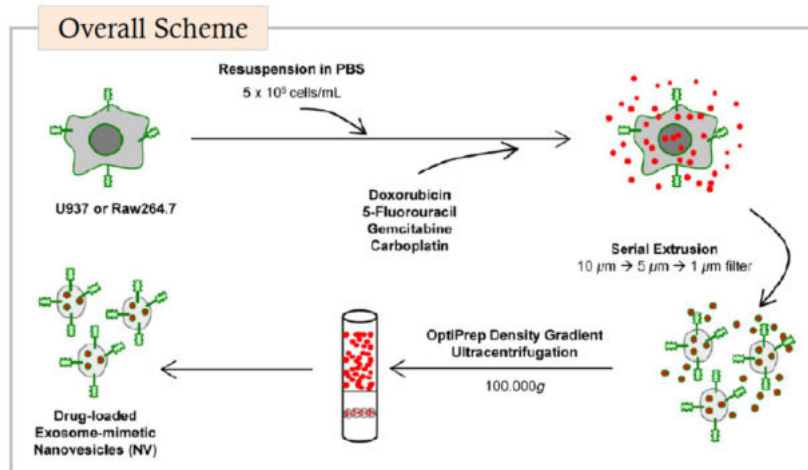 Overall Scheme
Resuspension in PBS
5 x 10⁵ cells/mL
U937 or Raw264.7
Doxorubicin
5-Fluorouracil
Gemcitabine
Carboplatin
Serial Extrusion
10 µm → 5 µm → 1 µm filter
OptiPrep Density Gradient
Ultracentrifugation
100.000g
Drug-loaded
Exosome-mimetic
Nanovesicles (NV)